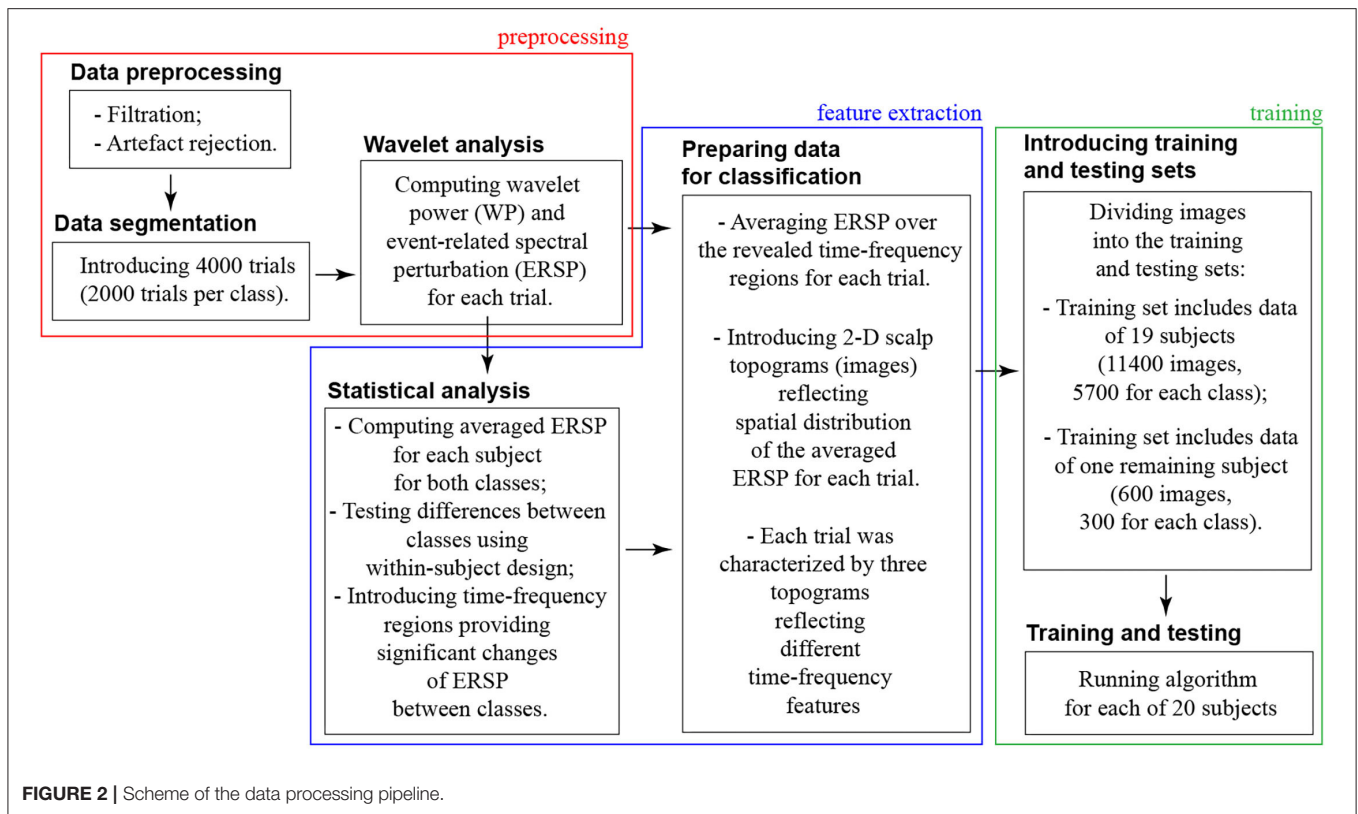 preprocessing
Data preprocessing
- Filtration;
- Artefact rejection.
Data segmentation
Introducing 4000 trials
(2000 trials per class).
Wavelet analysis
Computing wavelet
power (WP) and
event-related spectral
perturbation (ERSP)
for each trial.
feature extraction
Statistical analysis
- Computing averaged ERSP
for each subject
for both classes;
- Testing differences between
classes using
within-subject design;
- Introducing time-frequency
regions providing
significant changes
of ERSP
between classes.
Preparing data
for classification
- Averaging ERSP over
the revealed time-frequency
regions for each trial.
- Introducing 2-D scalp
topograms (images)
reflecting
spatial distribution
of the averaged
ERSP for each trial.
- Each trial was
characterized by three
topograms
reflecting
different
time-frequency
features
training
Introducing training
and testing sets
Dividing images
into the training
and testing sets:
- Training set includes data
of 19 subjects
(11400 images,
5700 for each class);
- Training set includes data
of one remaining subject
(600 images,
300 for each class).
Training and testing
Running algorithm
for each of 20 subjects
FIGURE 2 | Scheme of the data processing pipeline.